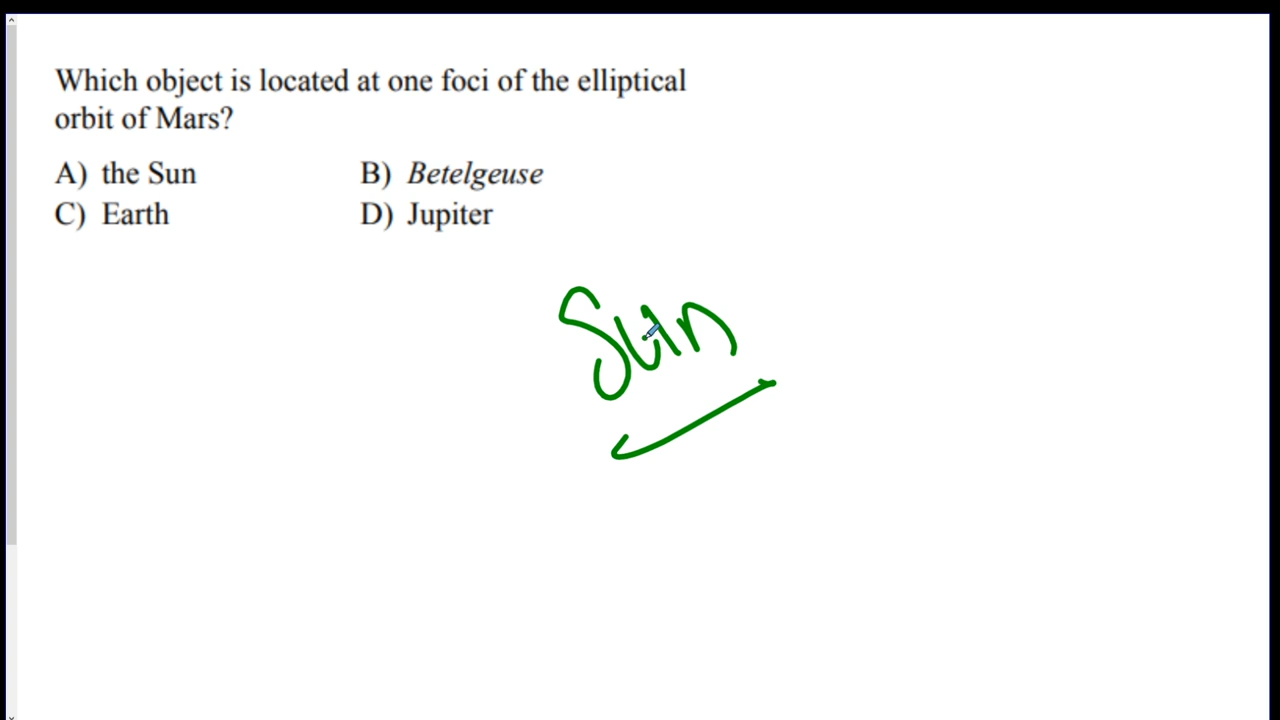 Which object is located at one foci of the elliptical
orbit of Mars?
A) the Sun B) Betelgeuse
C) Earth D) Jupiter
Sun